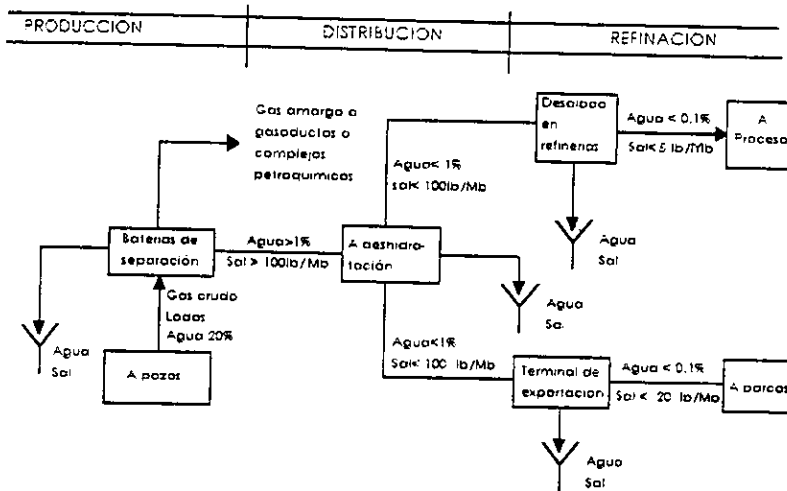 PRODUCCION
DISTRIBUCION
REFINACION
Gas amargo a
gasoductos o
complejos
petroquimicos
Desalado
en
refinerias
Agua < 0.1%
Sal< 5 lb/Mb
A
Proceso
Agua< 1%
sal< 100lb/Mb
Agua
Sal
Baterias de
separación
Agua>1%
Sal > 100lb/Mb
A deshidra-
tación
Gas crudo
Lodos
Agua 20%
Agua
Sal
A pozos
Agua
Sal
Agua<1%
Sal< 100 lb/Mb
Terminal de
exportacion
Agua < 0.1%
Sal < 20 lb/Mb
A barcos
Agua
Sal